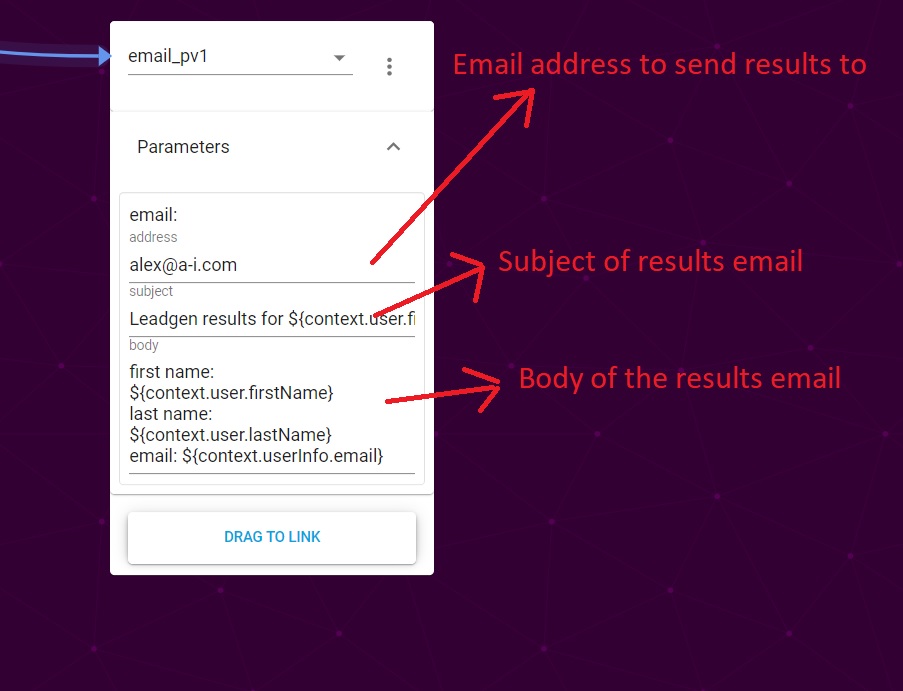 email_pv1
Email address to send results to
Parameters
email:
address
alex@a-i.com
subject
Subject of results email
Leadgen results for ${context.user.fi
body
first name:
${context.user.firstName}
Body of the results email
last name:
${context.user.lastName}
email: ${context.userInfo.email}
DRAG TO LINK